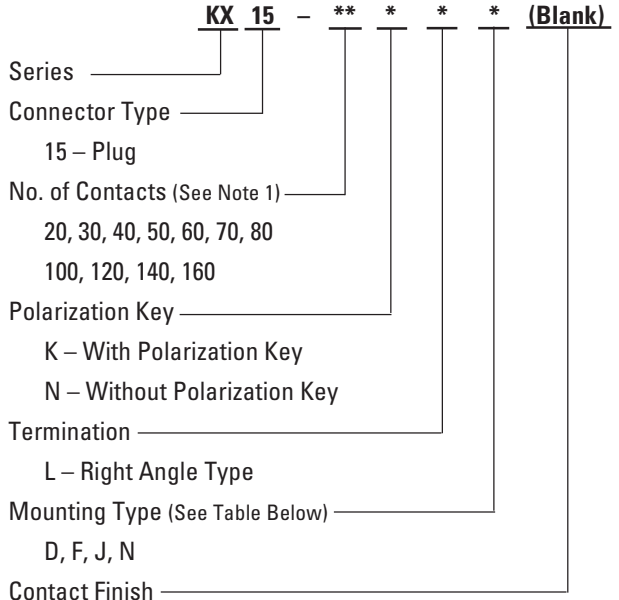 KX 15 – ** * * * (Blank)
Series
Connector Type
15 – Plug
No. of Contacts (See Note 1)
20, 30, 40, 50, 60, 70, 80
100, 120, 140, 160
Polarization Key
K – With Polarization Key
N – Without Polarization Key
Termination
L – Right Angle Type
Mounting Type (See Table Below)
D, F, J, N
Contact Finish